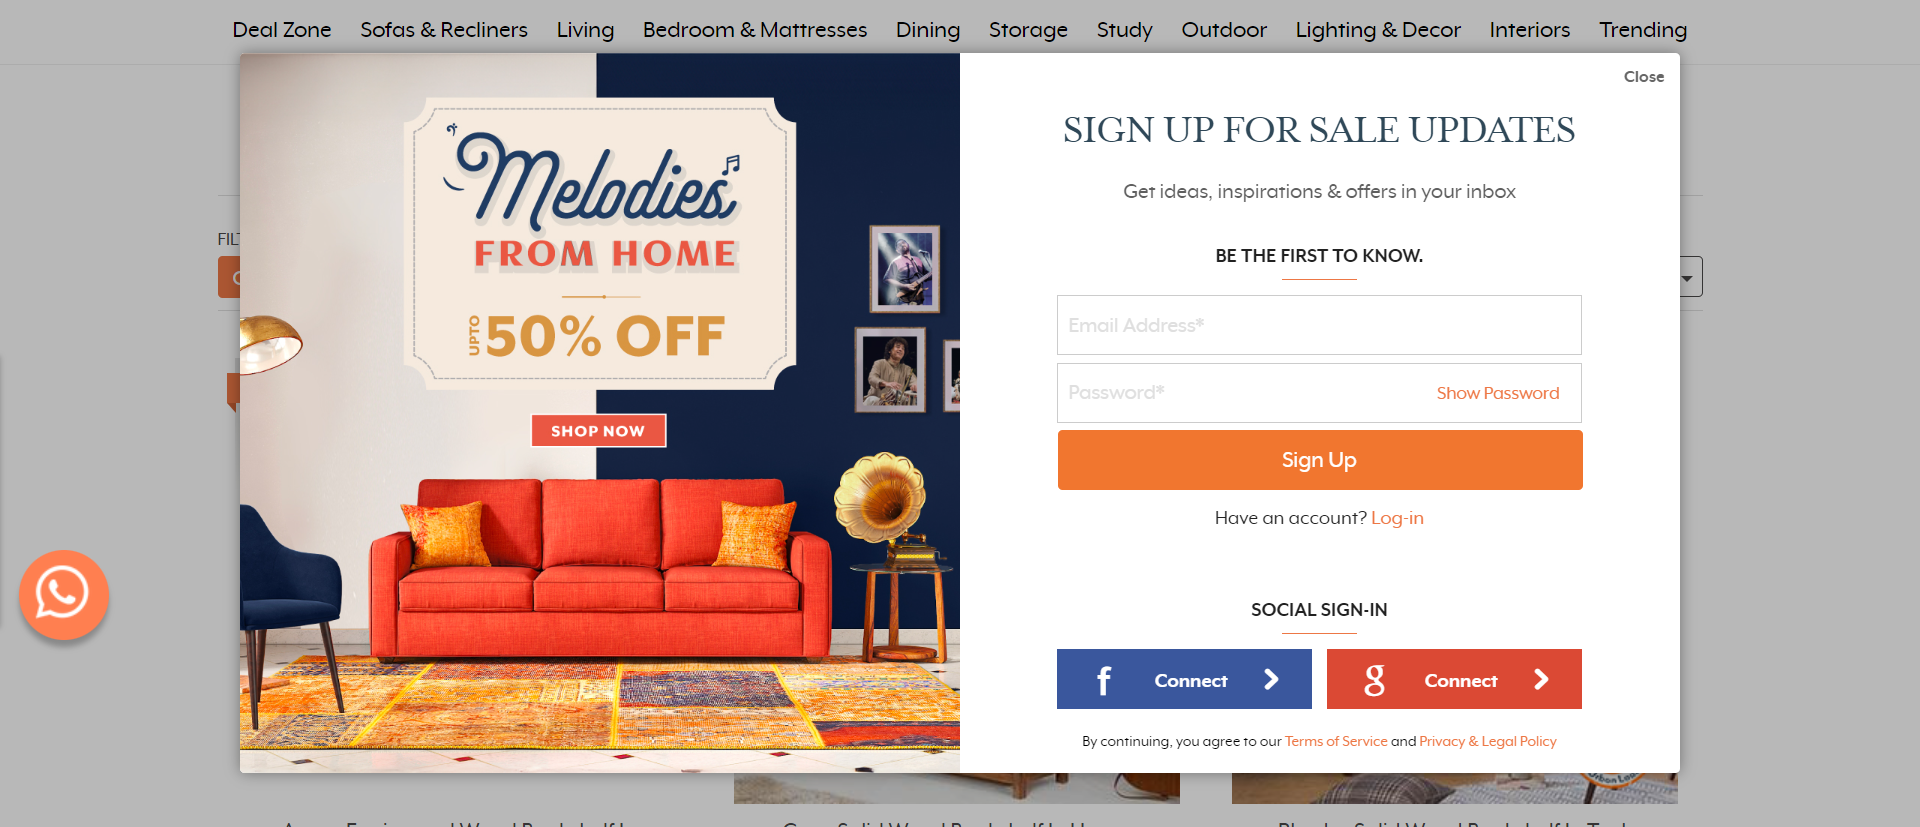 Deal Zone Sofas & Recliners Living Bedroom & Mattresses Dining Storage Study Outdoor Lighting & Decor Interiors Trending
Melodies
FROM HOME
UPTO 50% OFF
SHOP NOW
Close
SIGN UP FOR SALE UPDATES
Get ideas, inspirations & offers in your inbox
BE THE FIRST TO KNOW.
Email Address*
Password* Show Password
Sign Up
Have an account? Log-in
SOCIAL SIGN-IN
f Connect
g Connect
By continuing, you agree to our Terms of Service and Privacy & Legal Policy